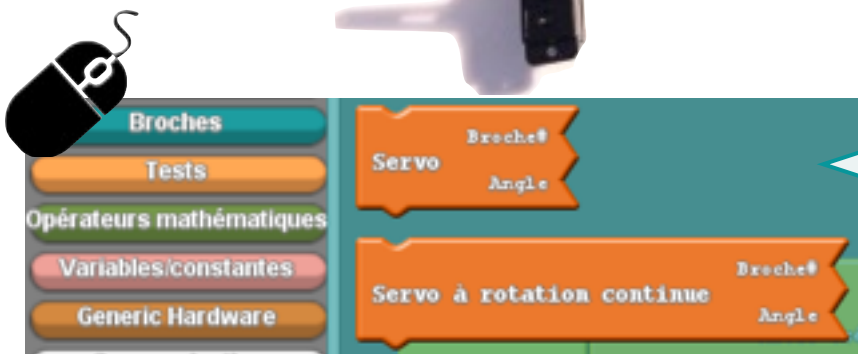 Broches
Tests
Opérateurs mathématiques
Variables/constantes
Generic Hardware
Broche#
Servo
Angle
Broche#
Servo à rotation continue
Angle